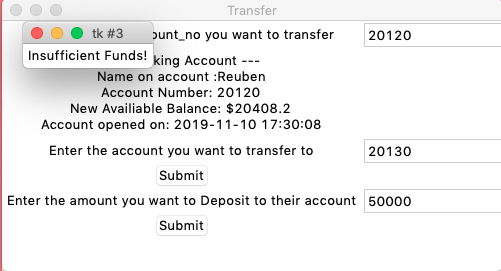 Transfer
tk #3
ount_no you want to transfer
20120
Insufficient Funds!
king Account ---
Name on account :Reuben
Account Number: 20120
New Availiable Balance: $20408.2
Account opened on: 2019-11-10 17:30:08
Enter the account you want to transfer to
20130
Submit
Enter the amount you want to Deposit to their account
50000
Submit